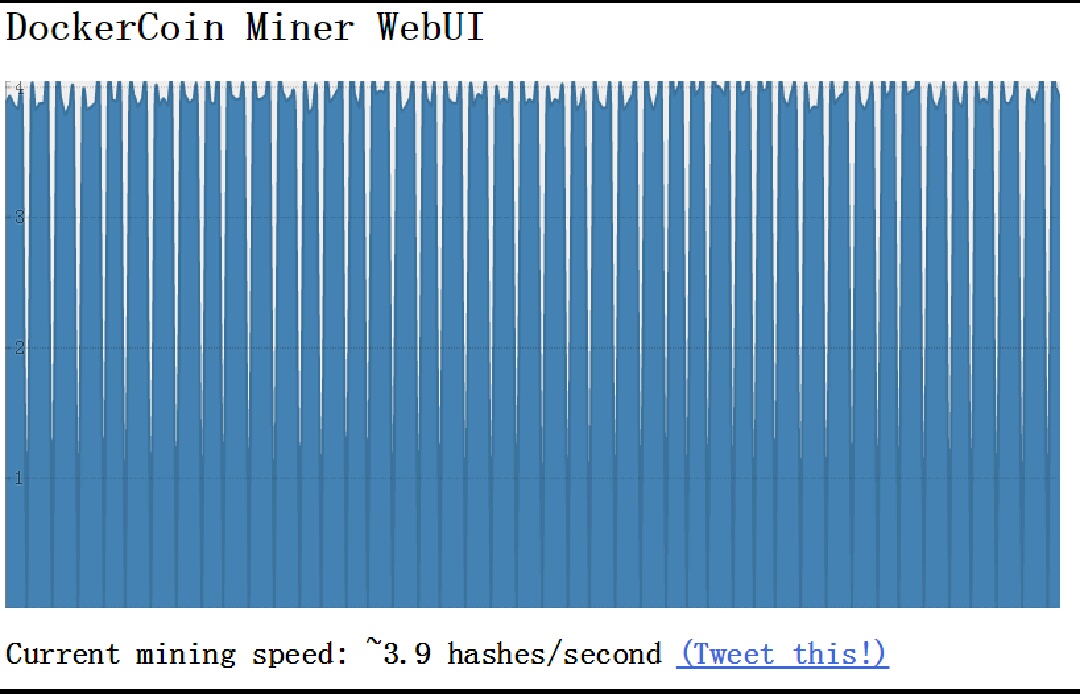 DockerCoin Miner WebUI
4
3
2
1
Current mining speed: ~3.9 hashes/second (Tweet this!)